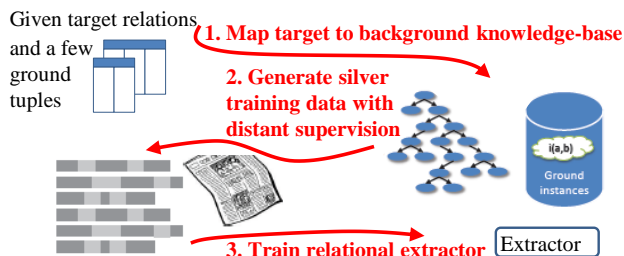 Given target relations
and a few
ground
tuples
1. Map target to background knowledge-base
2. Generate silver
training data with
distant supervision
i(a,b)
Ground
instances
3. Train relational extractor
Extractor